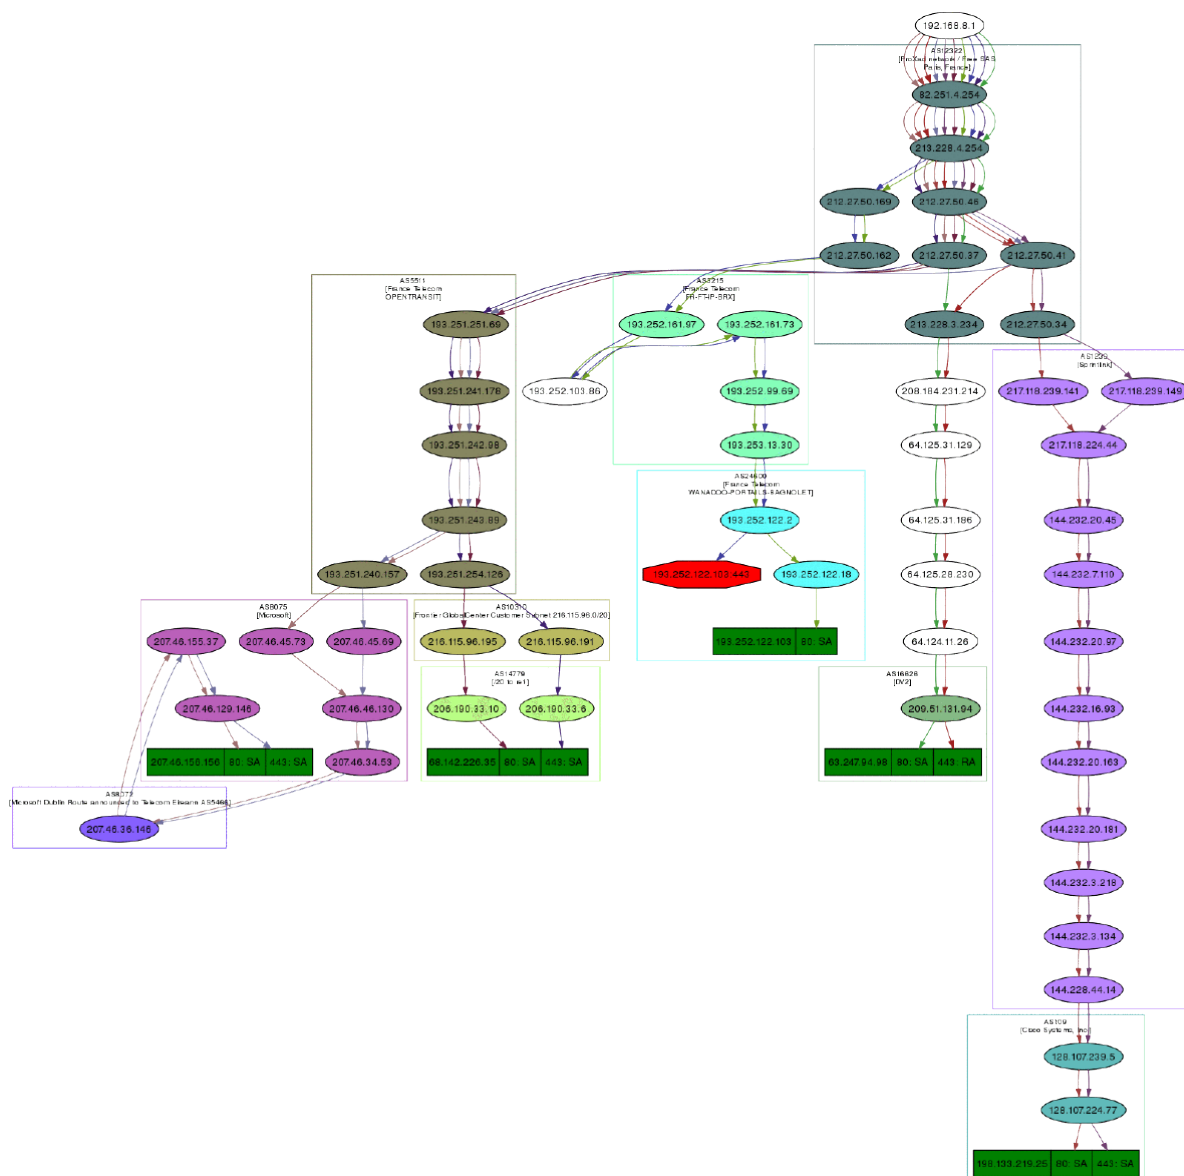 192.168.8.1
AS12322
[ProXad network / Free SAS
Paris, France]
82.251.4.254
213.228.4.254
212.27.50.169
212.27.50.46
212.27.50.162
212.27.50.37
212.27.50.41
AS5511
[France Telecom
OPENTRANSIT]
AS3215
[France Telecom
FR-FT-IP-BRX]
193.251.251.69
193.252.161.97
193.252.161.73
213.228.3.234
212.27.50.34
AS1239
[Sprintlink]
193.251.241.178
193.252.103.86
193.252.99.69
208.184.231.214
217.118.239.141
217.118.239.149
193.251.242.98
193.253.13.30
64.125.31.129
217.118.224.44
AS24600
[France Telecom
WANADOO-PORTAILS-BAGNOLET]
193.251.243.89
193.252.122.2
64.125.31.186
144.232.20.45
193.251.240.157
193.251.254.126
193.252.122.103:443
193.252.122.18
64.125.28.230
144.232.7.110
AS8075
[Microsoft]
AS10310
[Frontier GlobalCenter Customer Subnet 216.115.96.0/20]
207.46.155.37
207.46.45.73
207.46.45.69
216.115.96.195
216.115.96.191
193.252.122.103 80: SA
64.124.11.26
144.232.20.97
AS14779
AS16626
207.46.129.146
207.46.46.130
206.190.33.10
206.190.33.6
209.51.131.94
144.232.16.93
207.46.156.156 80: SA 443: SA
207.46.34.53
68.142.226.35 80: SA 443: SA
63.247.94.98 80: SA 443: RA
144.232.20.163
AS8072
[Microsoft Dublin Route announced to Telecom Eireann AS5466]
207.46.36.146
144.232.20.181
144.232.3.218
144.232.3.134
144.228.44.14
AS109
[Cisco Systems, Inc]
128.107.239.5
128.107.224.77
198.133.219.25 80: SA 443: SA